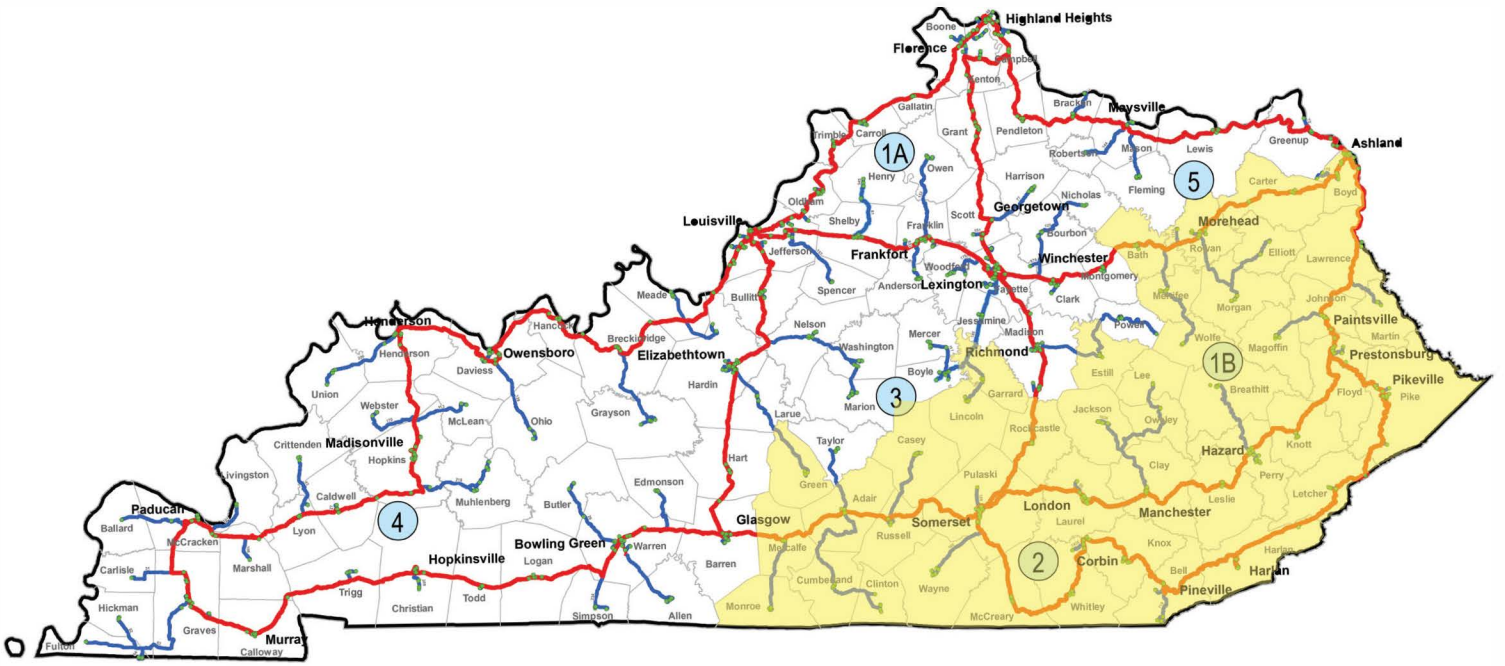 Highland Heights
Boone
Florence
Campbell
Kenton
Gallatin
Bracken
Maysville
Trimble
Carroll
Grant
Pendleton
Mason
Lewis
Greenup
Ashland
1A
Owen
Robertson
Henry
Harrison
Fleming
5
Carter
Boyd
Nicholas
Oldham
Georgetown
Louisville
Shelby
Franklin
Scott
Bourbon
Morehead
Rowan
Elliott
Jefferson
Frankfort
Winchester
Bath
Lawrence
Woodford
Montgomery
Spencer
Anderson
Lexington
Fayette
Clark
Menifee
Morgan
Johnson
Meade
Bullitt
Jessamine
Powell
Paintsville
Henderson
Hancock
Nelson
Mercer
Madison
Wolfe
Magoffin
Martin
Breckinridge
Washington
Richmond
Owensboro
Elizabethtown
Prestonsburg
Henderson
Daviess
Boyle
Estill
Lee
1B
Breathitt
Pikeville
Hardin
Union
Garrard
Floyd
Pike
Webster
Marion
3
Lincoln
Jackson
Owsley
McLean
Grayson
Larue
Rockcastle
Crittenden
Madisonville
Ohio
Taylor
Casey
Knott
Hazard
Hopkins
Hart
Clay
Perry
Livingston
Pulaski
Green
Muhlenberg
Edmonson
Adair
Leslie
Letcher
Caldwell
Butler
London
Manchester
Paducah
Ballard
Lyon
4
Glasgow
Somerset
Laurel
McCracken
Bowling Green
Warren
Russell
Metcalfe
Knox
Harlan
Hopkinsville
Logan
Barren
2
Corbin
Carlisle
Marshall
Bell
Harlan
Trigg
Todd
Cumberland
Clinton
Wayne
Pineville
Hickman
Christian
Simpson
Allen
Monroe
McCreary
Whitley
Graves
Murray
Fulton
Calloway